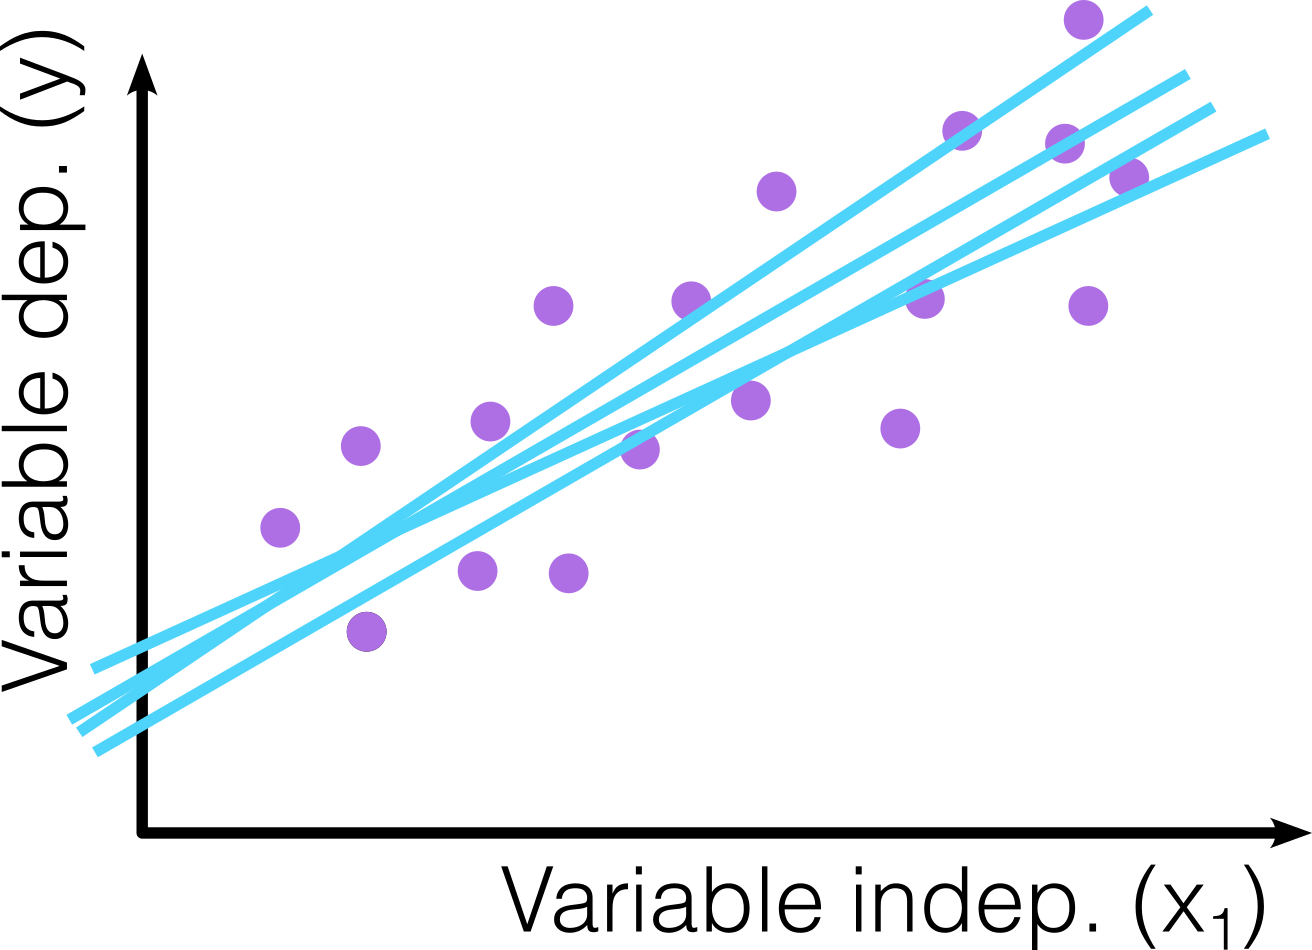 Variable dep. (y)
Variable indep. (x₁)